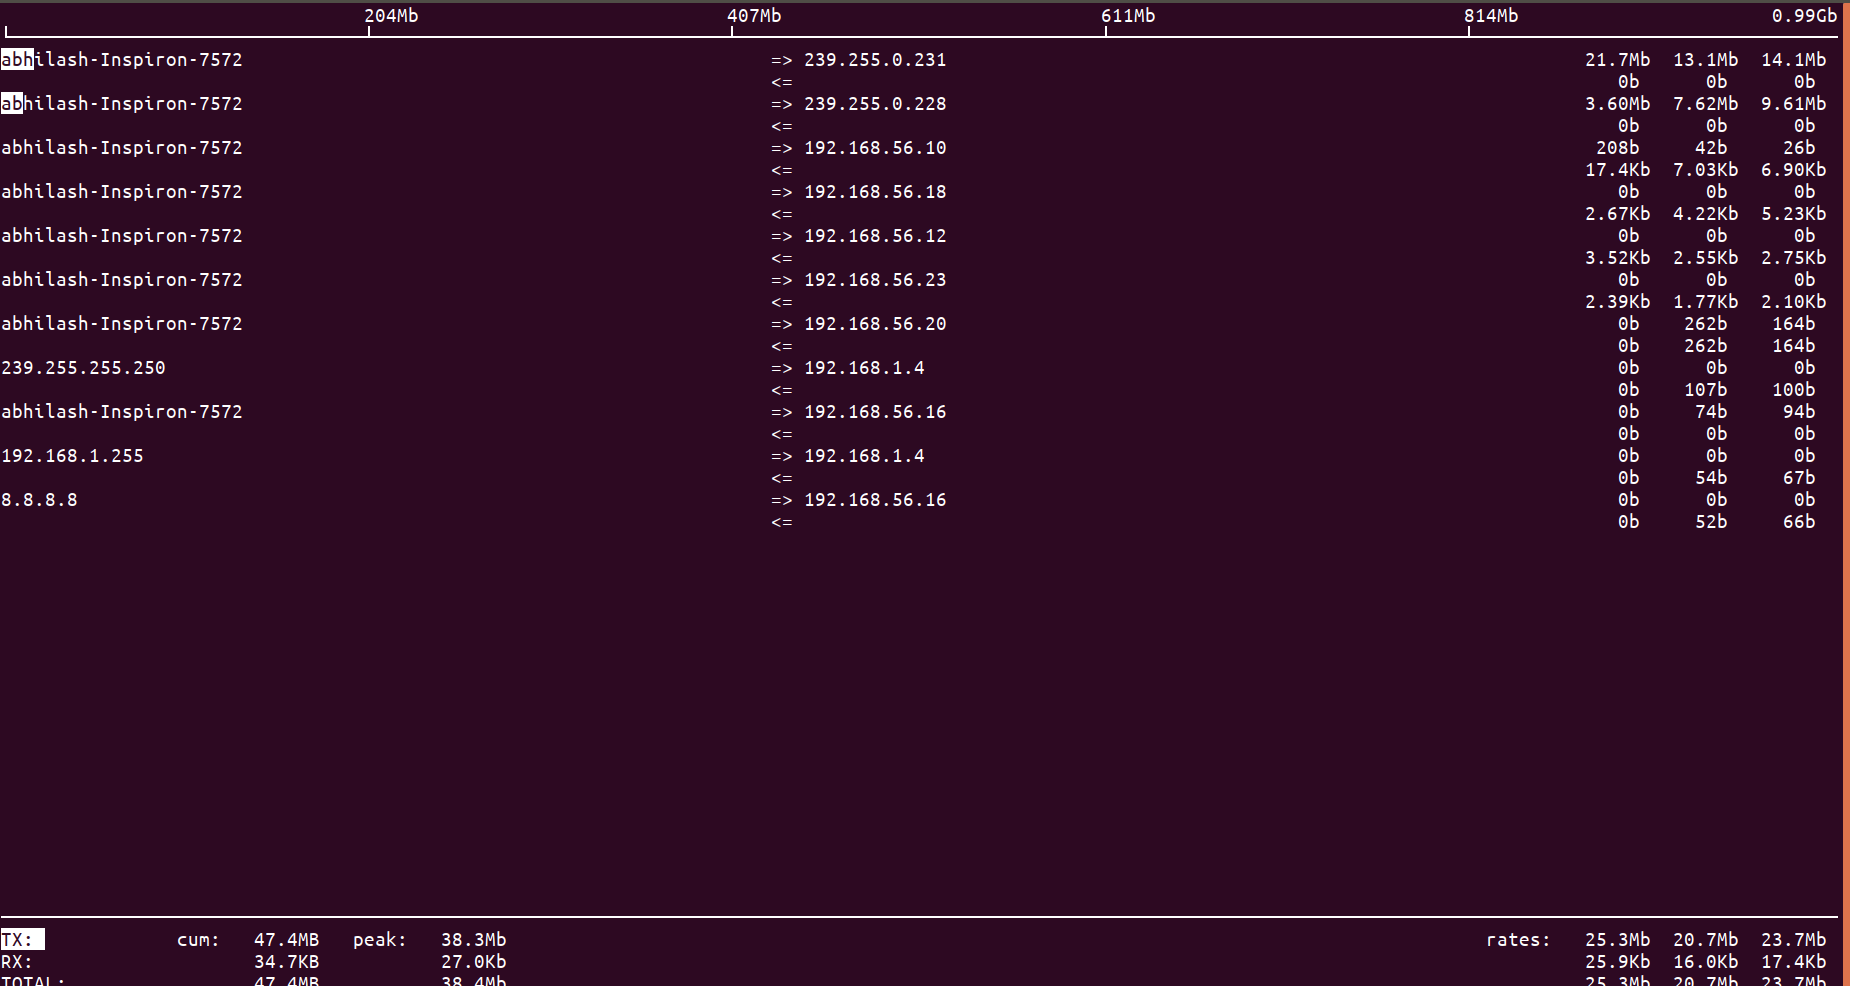 204Mb 407Mb 611Mb 814Mb 0.99Gb
abhilash-Inspiron-7572 => 239.255.0.231 21.7Mb 13.1Mb 14.1Mb
<= 0b 0b 0b
abhilash-Inspiron-7572 => 239.255.0.228 3.60Mb 7.62Mb 9.61Mb
<= 0b 0b 0b
abhilash-Inspiron-7572 => 192.168.56.10 208b 42b 26b
<= 17.4Kb 7.03Kb 6.90Kb
abhilash-Inspiron-7572 => 192.168.56.18 0b 0b 0b
<= 2.67Kb 4.22Kb 5.23Kb
abhilash-Inspiron-7572 => 192.168.56.12 0b 0b 0b
<= 3.52Kb 2.55Kb 2.75Kb
abhilash-Inspiron-7572 => 192.168.56.23 0b 0b 0b
<= 2.39Kb 1.77Kb 2.10Kb
abhilash-Inspiron-7572 => 192.168.56.20 0b 262b 164b
<= 0b 262b 164b
239.255.255.250 => 192.168.1.4 0b 0b 0b
<= 0b 107b 100b
abhilash-Inspiron-7572 => 192.168.56.16 0b 74b 94b
<= 0b 0b 0b
192.168.1.255 => 192.168.1.4 0b 0b 0b
<= 0b 54b 67b
8.8.8.8 => 192.168.56.16 0b 0b 0b
<= 0b 52b 66b
TX: cum: 47.4MB peak: 38.3Mb rates: 25.3Mb 20.7Mb 23.7Mb
RX: 34.7KB 27.0Kb 25.9Kb 16.0Kb 17.4Kb
TOTAL: 47.4MB 38.4Mb 25.3Mb 20.7Mb 23.7Mb